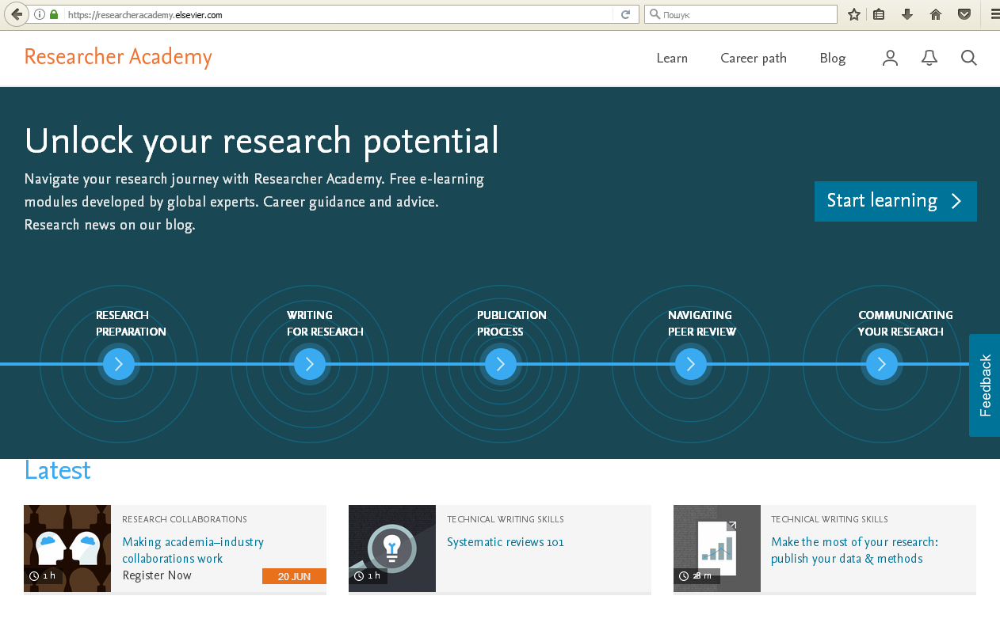 https://researcheracademy.elsevier.com
Пошук
Researcher Academy
Learn
Career path
Blog
Unlock your research potential
Navigate your research journey with Researcher Academy. Free e-learning
modules developed by global experts. Career guidance and advice.
Research news on our blog.
Start learning
RESEARCH
PREPARATION
WRITING
FOR RESEARCH
PUBLICATION
PROCESS
NAVIGATING
PEER REVIEW
COMMUNICATING
YOUR RESEARCH
Feedback
Latest
RESEARCH COLLABORATIONS
Making academia–industry
collaborations work
Register Now
20 JUN
1 h
TECHNICAL WRITING SKILLS
Systematic reviews 101
1 h
TECHNICAL WRITING SKILLS
Make the most of your research:
publish your data & methods
28 m